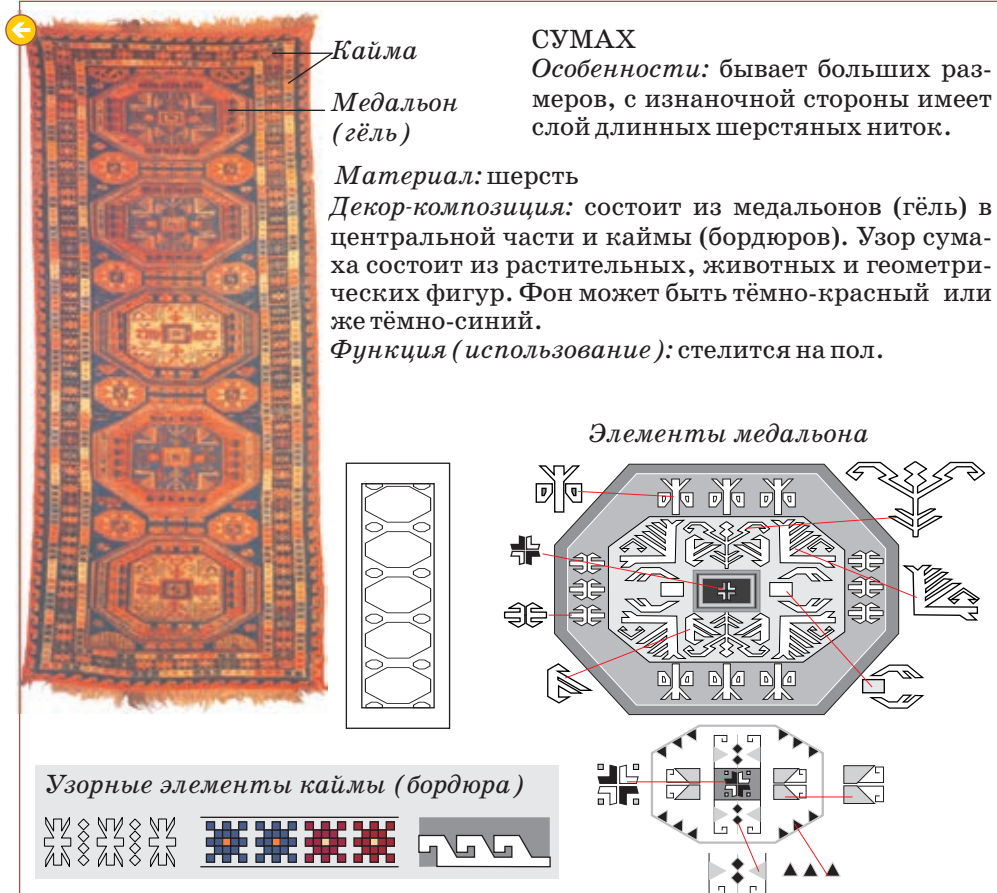 Кайма
Медальон
(гёль)
СУМАХ
Особенности: бывает больших раз-
меров, с изнаночной стороны имеет
слой длинных шерстяных ниток.
Материал: шерсть
Декор-композиция: состоит из медальонов (гёль) в
центральной части и каймы (бордюров). Узор сума-
ха состоит из растительных, животных и геометри-
ческих фигур. Фон может быть тёмно-красный или
же тёмно-синий.
Функция (использование): стелится на пол.
Элементы медальона
Узорные элементы каймы (бордюра)